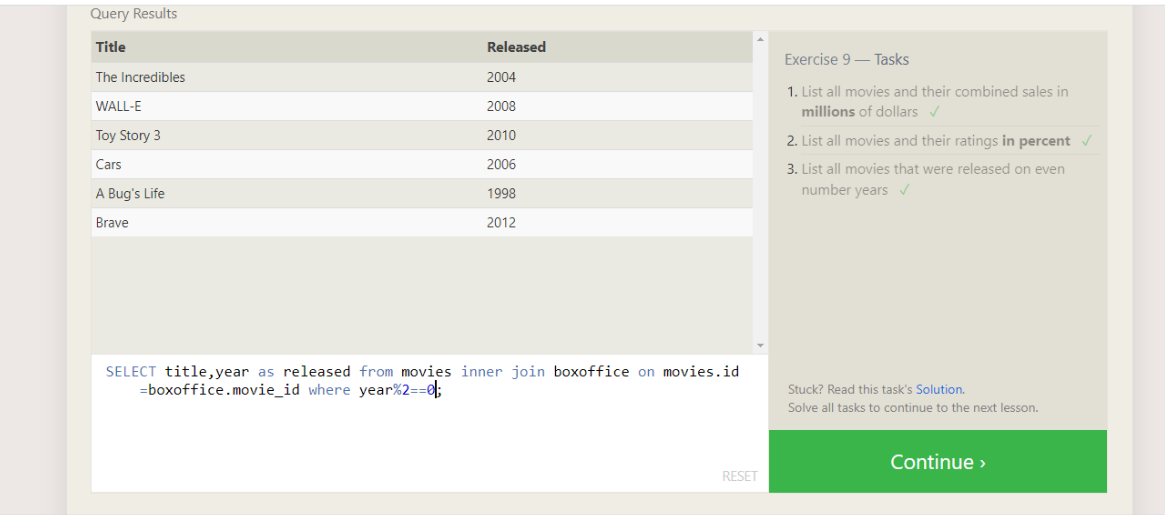 Query Results
Title Released
The Incredibles 2004
WALL-E 2008
Toy Story 3 2010
Cars 2006
A Bug's Life 1998
Brave 2012
SELECT title,year as released from movies inner join boxoffice on movies.id
=boxoffice.movie_id where year%2==0;
RESET
Exercise 9 — Tasks
1. List all movies and their combined sales in
millions of dollars ✓
2. List all movies and their ratings in percent ✓
3. List all movies that were released on even
number years ✓
Stuck? Read this task's Solution.
Solve all tasks to continue to the next lesson.
Continue ›